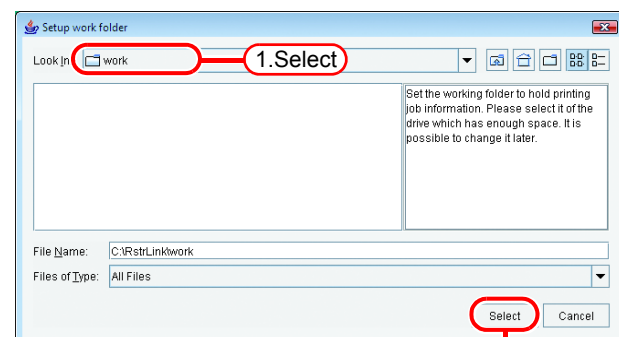 Setup work folder
Look In: work
1.Select
Set the working folder to hold printing
job information. Please select it of the
drive which has enough space. It is
possible to change it later.
File Name: C:\RstrLink\work
Files of Type: All Files
Select Cancel